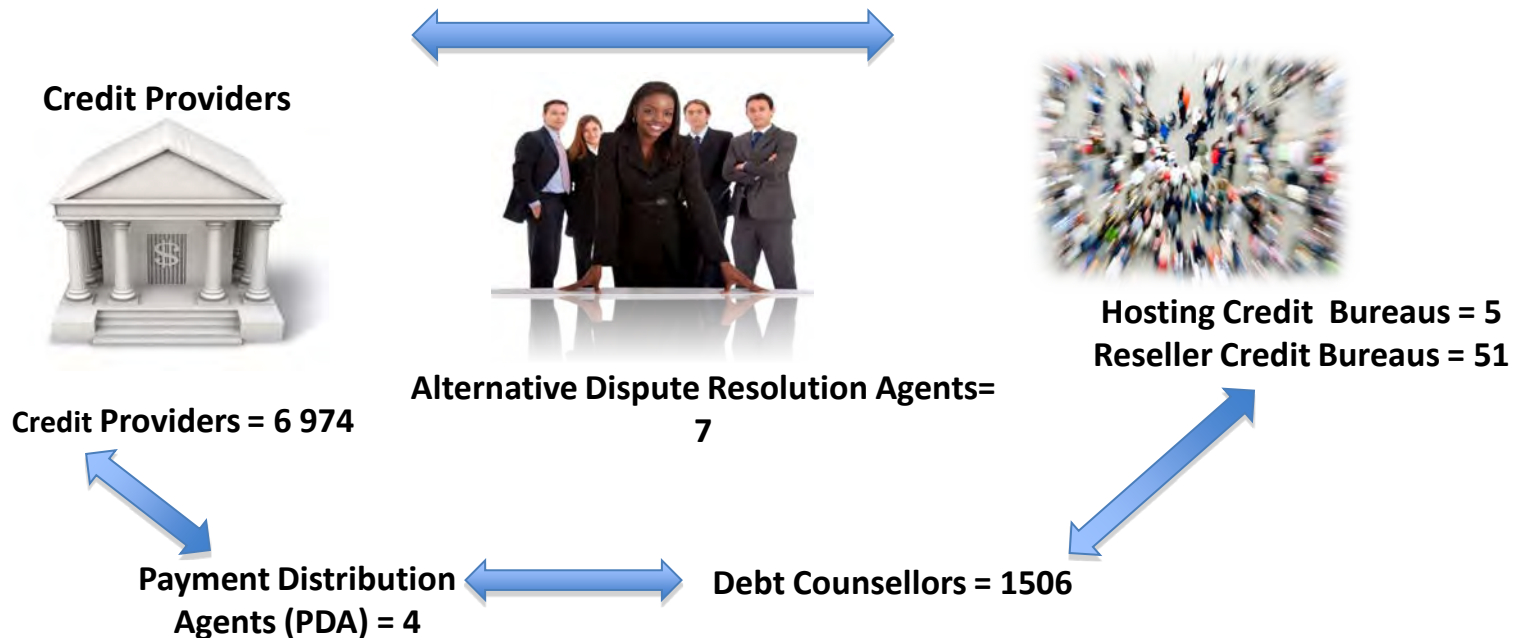 Credit Providers
$
Hosting Credit Bureaus = 5
Reseller Credit Bureaus = 51
Alternative Dispute Resolution Agents=
7
Credit Providers = 6 974
Payment Distribution
Agents (PDA) = 4
Debt Counsellors = 1506